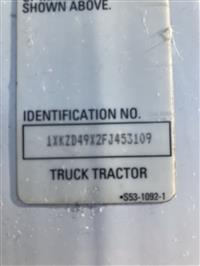 SHOWN ABOVE.
IDENTIFICATION NO.
1XKZD49X2FJ453109
TRUCK TRACTOR
•S53-1092-1